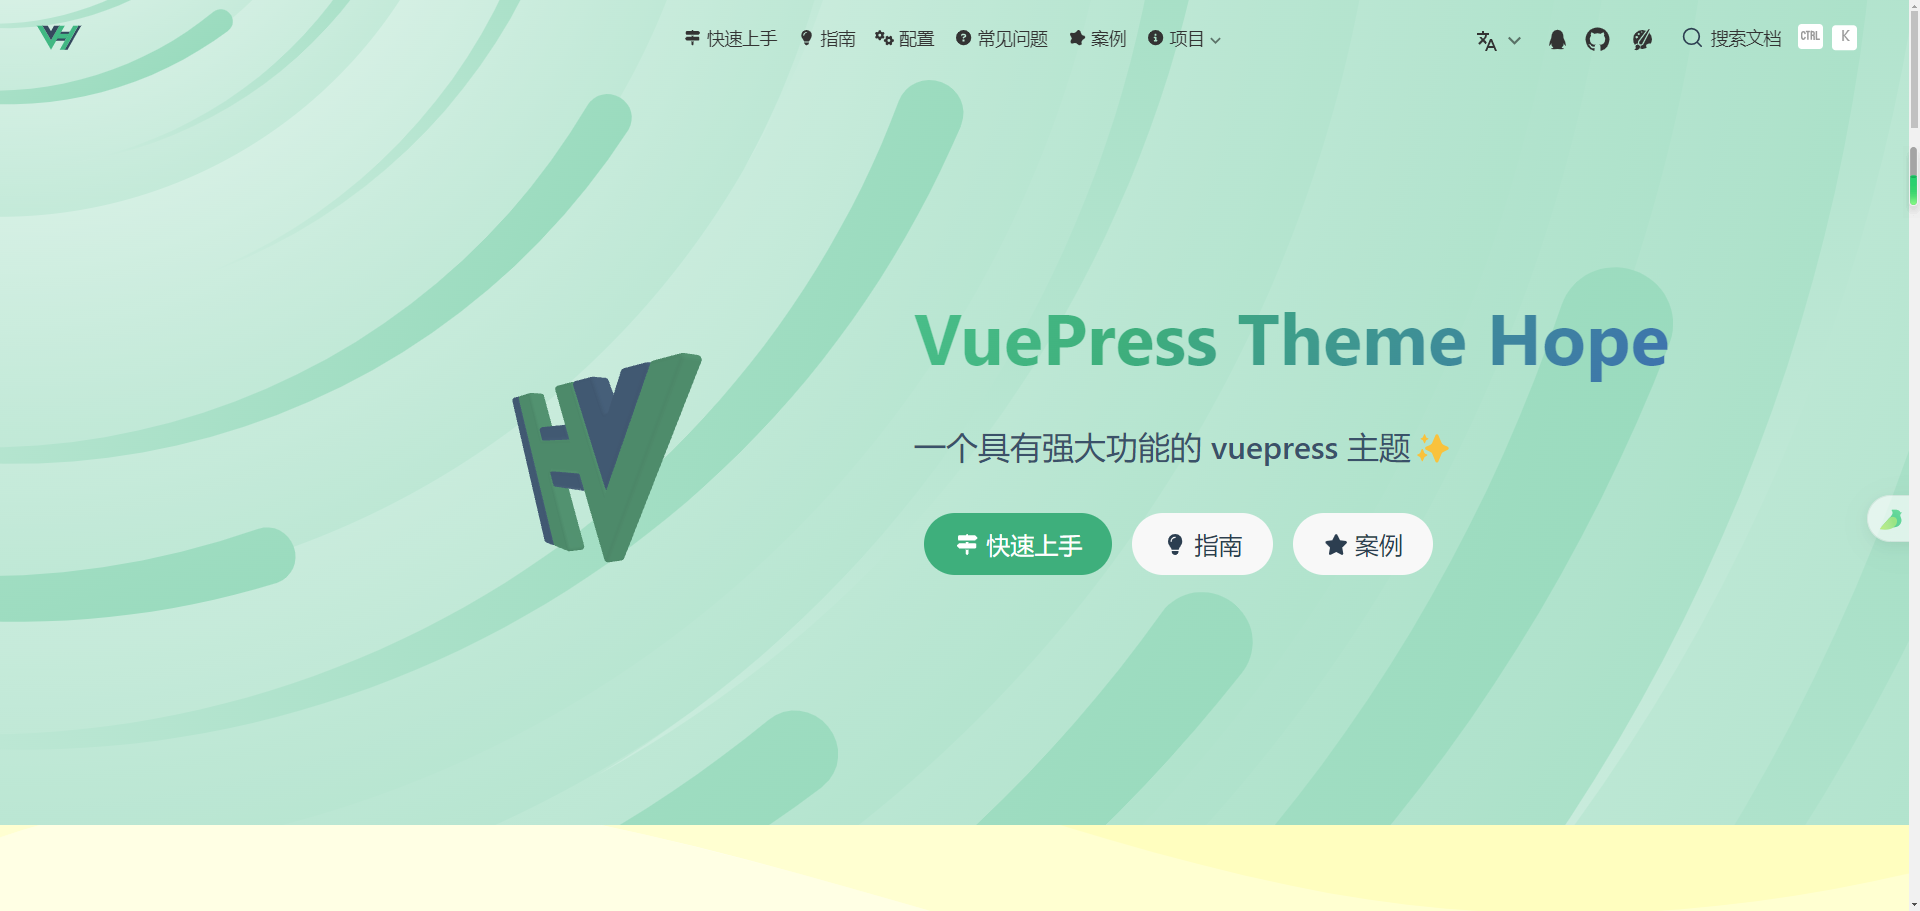 快速上手 指南 配置 常见问题 案例 项目 搜索文档 CTRL K
VuePress Theme Hope
一个具有强大功能的 vuepress 主题✨
快速上手 指南 案例